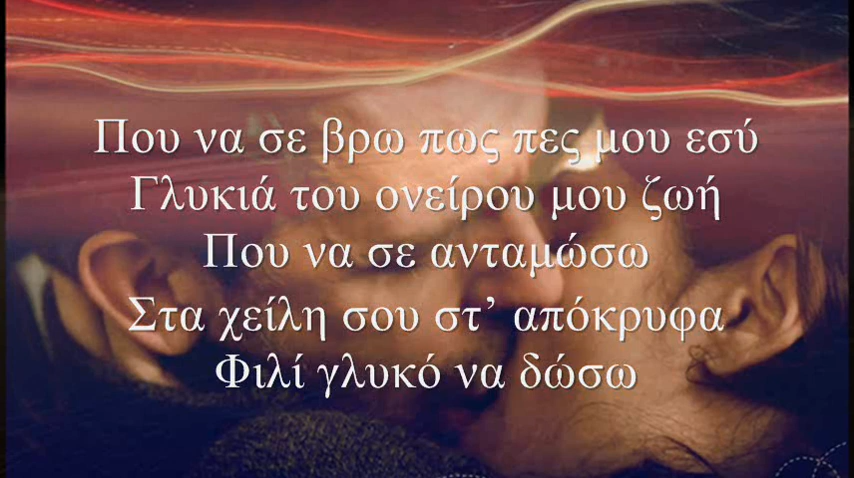 Που να σε βρω πως πες μου εσύ
Γλυκιά του ονείρου μου ζωή
Που να σε ανταμώσω
Στα χείλη σου στ’ απόκρυφα
Φιλί γλυκό να δώσω